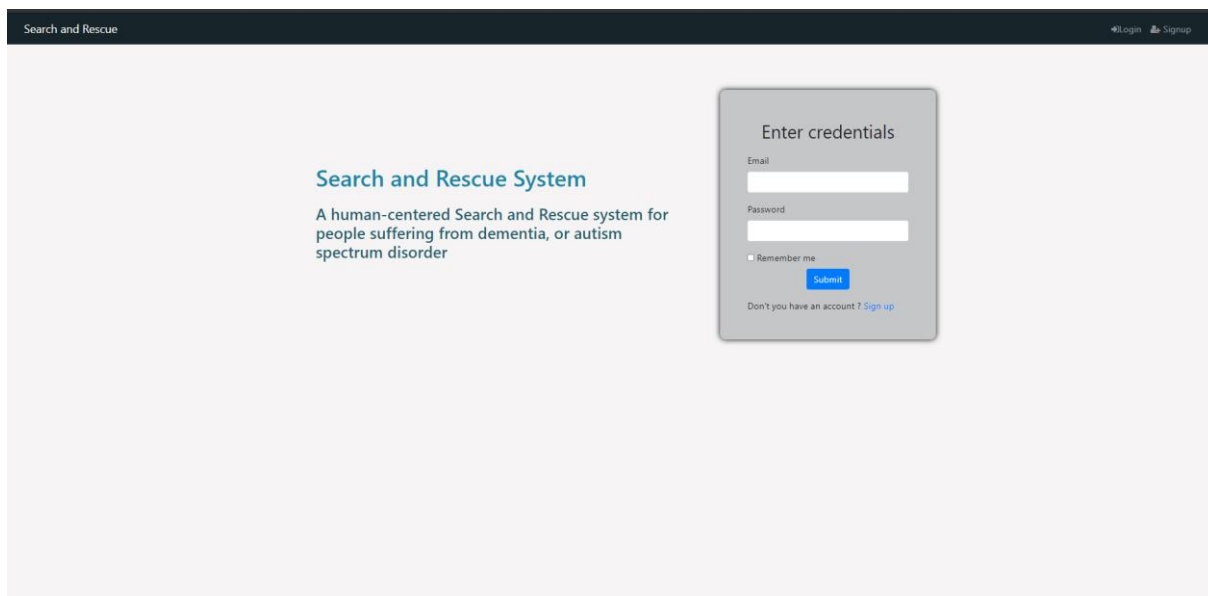 Search and Rescue
Login Signup
Search and Rescue System
A human-centered Search and Rescue system for
people suffering from dementia, or autism
spectrum disorder
Enter credentials
Email
Password
Remember me
Submit
Don't you have an account ? Sign up